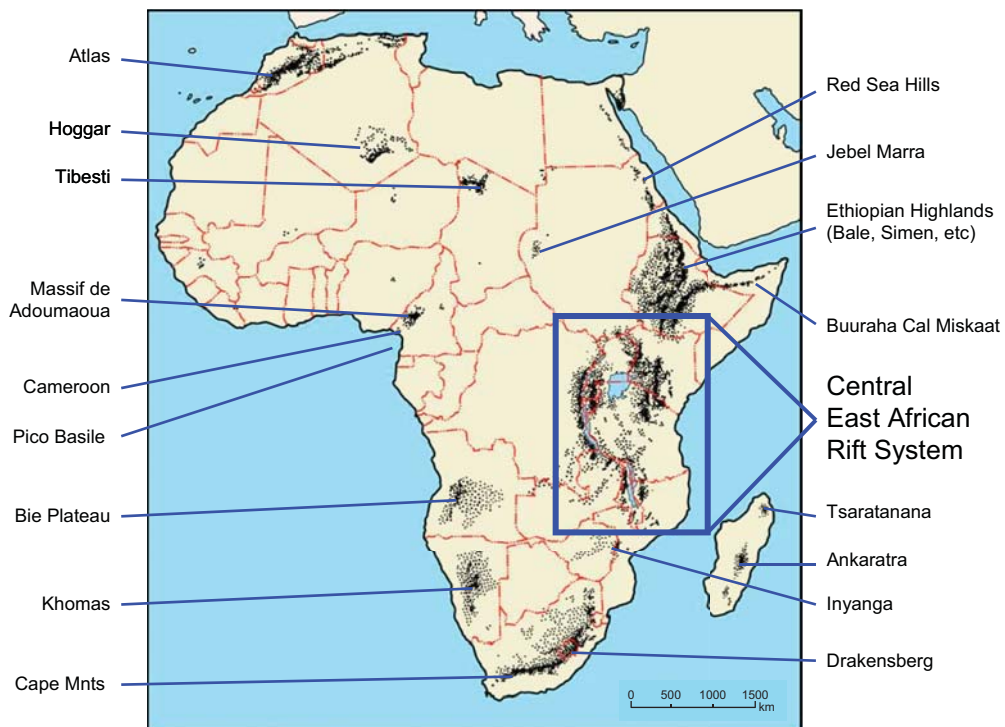 Atlas
Hoggar
Tibesti
Massif de
Adoumaoua
Cameroon
Pico Basile
Bie Plateau
Khomas
Cape Mnts
Red Sea Hills
Jebel Marra
Ethiopian Highlands
(Bale, Simen, etc)
Buuraha Cal Miskaat
Central
East African
Rift System
Tsaratanana
Ankaratra
Inyanga
Drakensberg
0 500 1000 1500
km